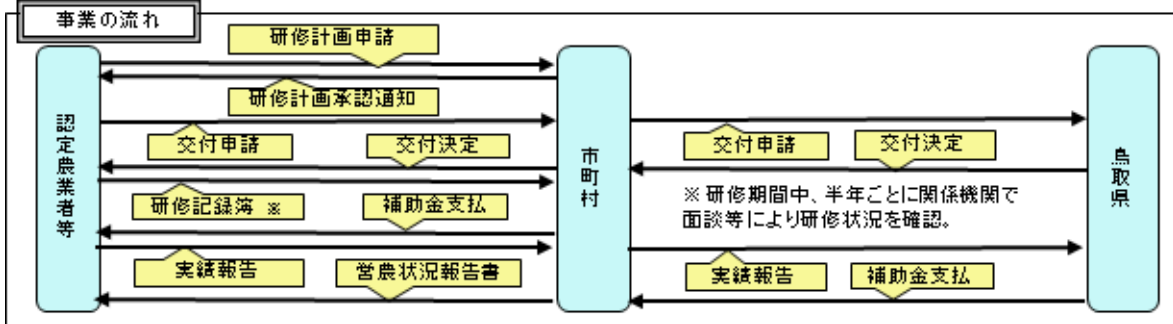 事業の流れ
研修計画申請
研修計画承認通知
認定農業者等
市町村
鳥取県
交付申請
交付決定
交付申請
交付決定
研修記録簿 ※
補助金支払
※ 研修期間中、半年ごとに関係機関で
面談等により研修状況を確認。
実績報告
営農状況報告書
実績報告
補助金支払